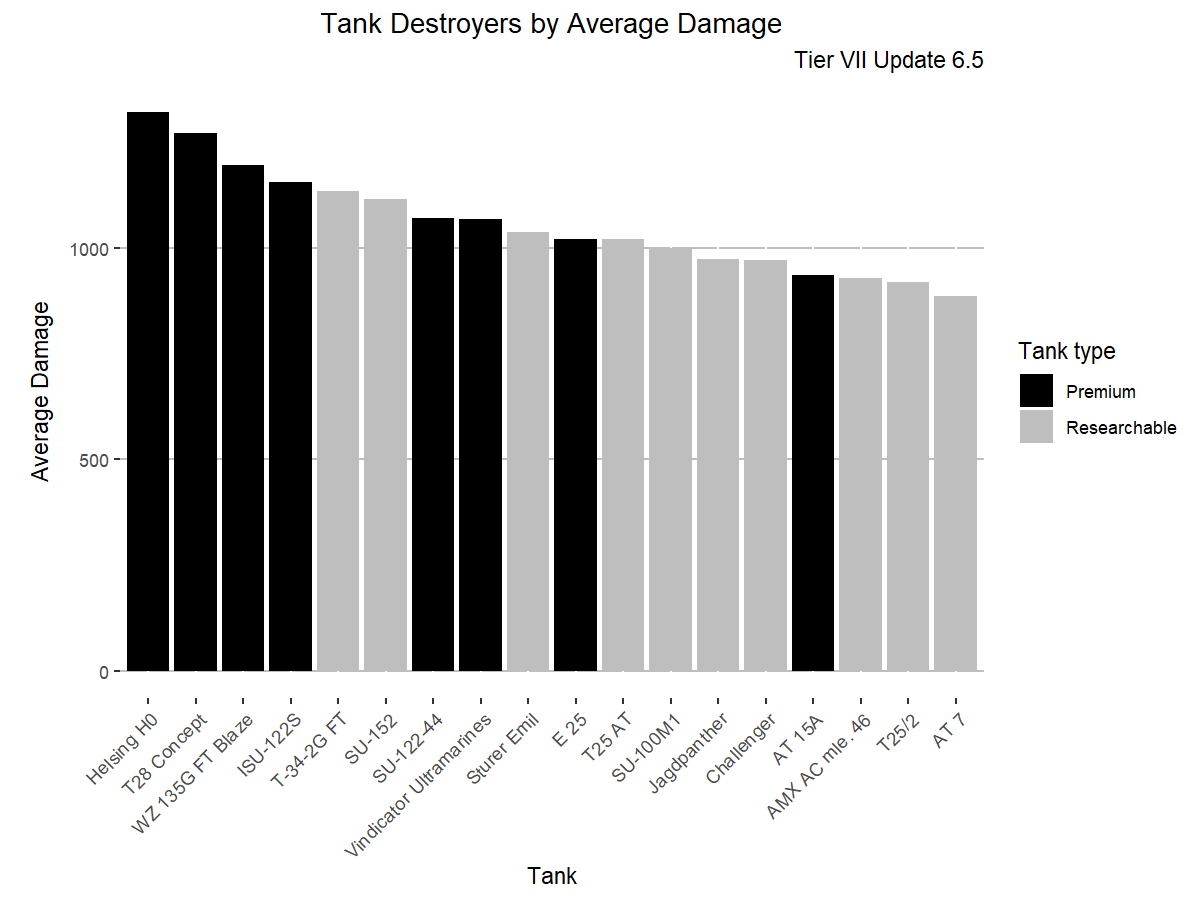 Tank Destroyers by Average Damage
Tier VII Update 6.5
Average Damage
1000
500
0
Helsing H0
T28 Concept
WZ 135G FT Blaze
ISU-122S
T-34-2G FT
SU-152
SU-122-44
Vindicator Ultramarines
Sturer Emil
E 25
T25 AT
SU-100M1
Jagdpanther
Challenger
AT 15A
AMX AC mle. 46
T25/2
AT 7
Tank
Tank type
Premium
Researchable